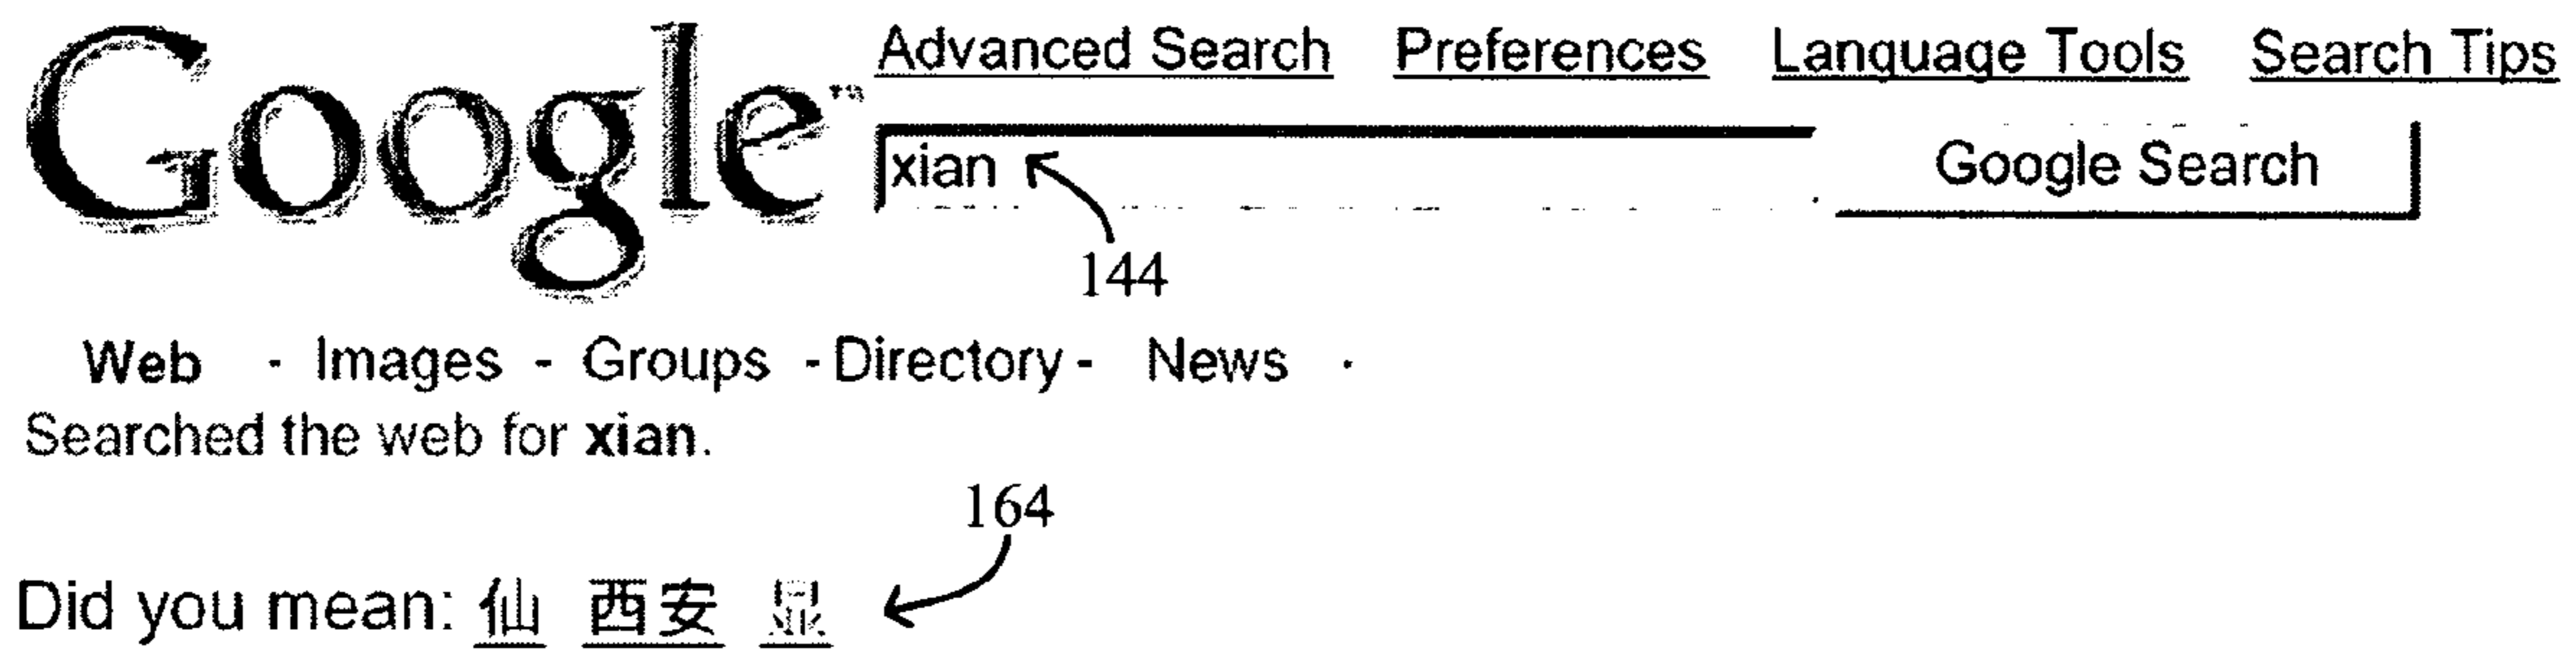 Google™
Advanced Search Preferences Language Tools Search Tips
xian Google Search
144
Web - Images - Groups - Directory - News
Searched the web for xian.
164
Did you mean: 仙 西安 显